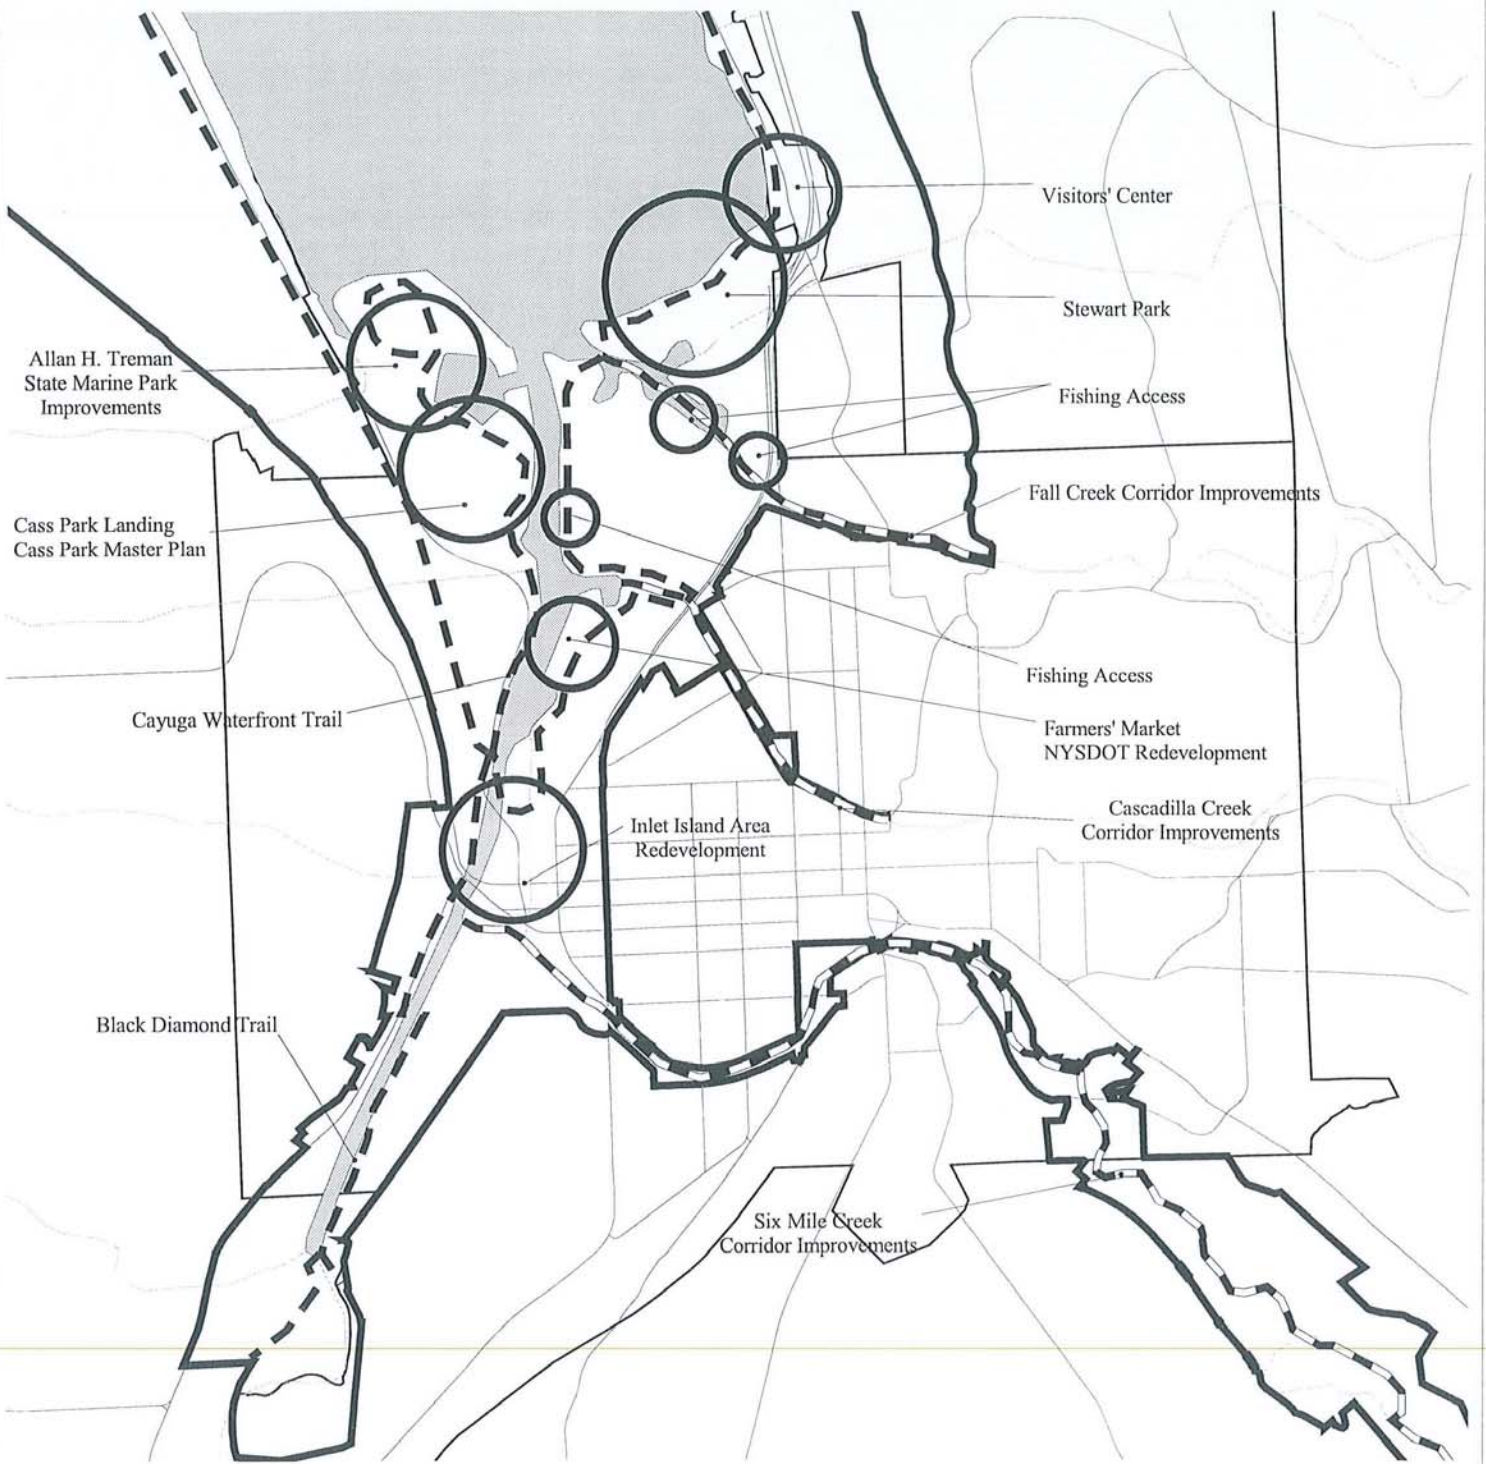 Visitors' Center
Stewart Park
Allan H. Treman
State Marine Park
Improvements
Fishing Access
Fall Creek Corridor Improvements
Cass Park Landing
Cass Park Master Plan
Fishing Access
Cayuga Waterfront Trail
Farmers' Market
NYSDOT Redevelopment
Cascadilla Creek
Corridor Improvements
Inlet Island Area
Redevelopment
Black Diamond Trail
Six Mile Creek
Corridor Improvements